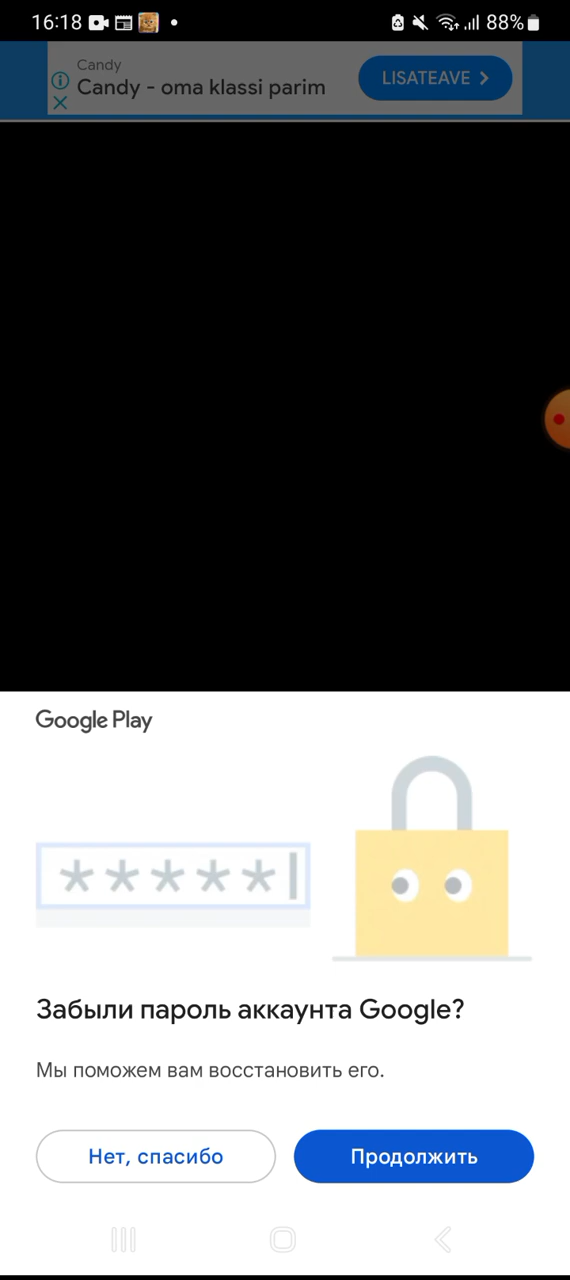 16:18
88%
Candy
Candy - oma klassi parim
LISATEAVE
Google Play
*****
Забыли пароль аккаунта Google?
Мы поможем вам восстановить его.
Нет, спасибо
Продолжить